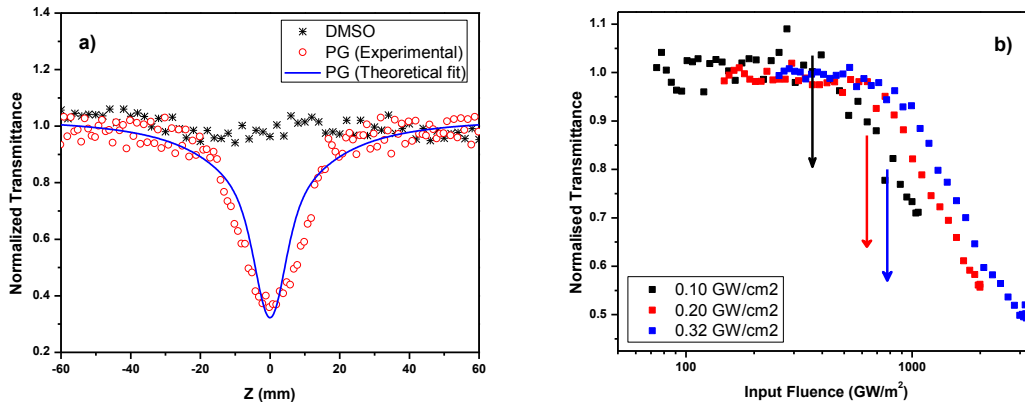 a)
DMSO
PG (Experimental)
PG (Theoretical fit)
Normalized Transmittance
1.4
1.2
1.0
0.8
0.6
0.4
0.2
-60 -40 -20 0 20 40 60
Z (mm)
b)
Normalised Transmittance
1.1
1.0
0.9
0.8
0.7
0.6
0.5
0.10 GW/cm2
0.20 GW/cm2
0.32 GW/cm2
100 1000
Input Fluence (GW/m²)